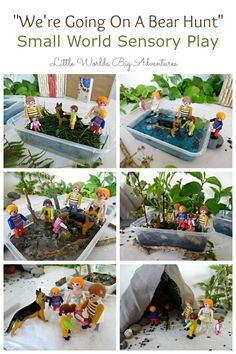 "We're Going On A Bear Hunt"
Small World Sensory Play
Little Worlds Big Adventures